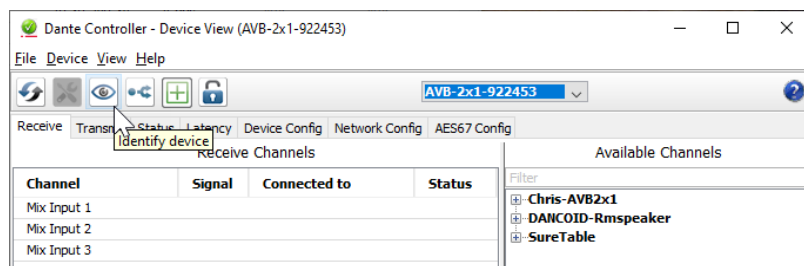 Dante Controller - Device View (AVB-2x1-922453)
File Device View Help
AVB-2x1-922453
Receive Transm Status Latency Device Config Network Config AES67 Config
Identify device
Receive Channels
Available Channels
Channel Signal Connected to Status
Filter
Mix Input 1
Mix Input 2
Mix Input 3
Chris-AVB2x1
DANCOID-Rmspeaker
SureTable